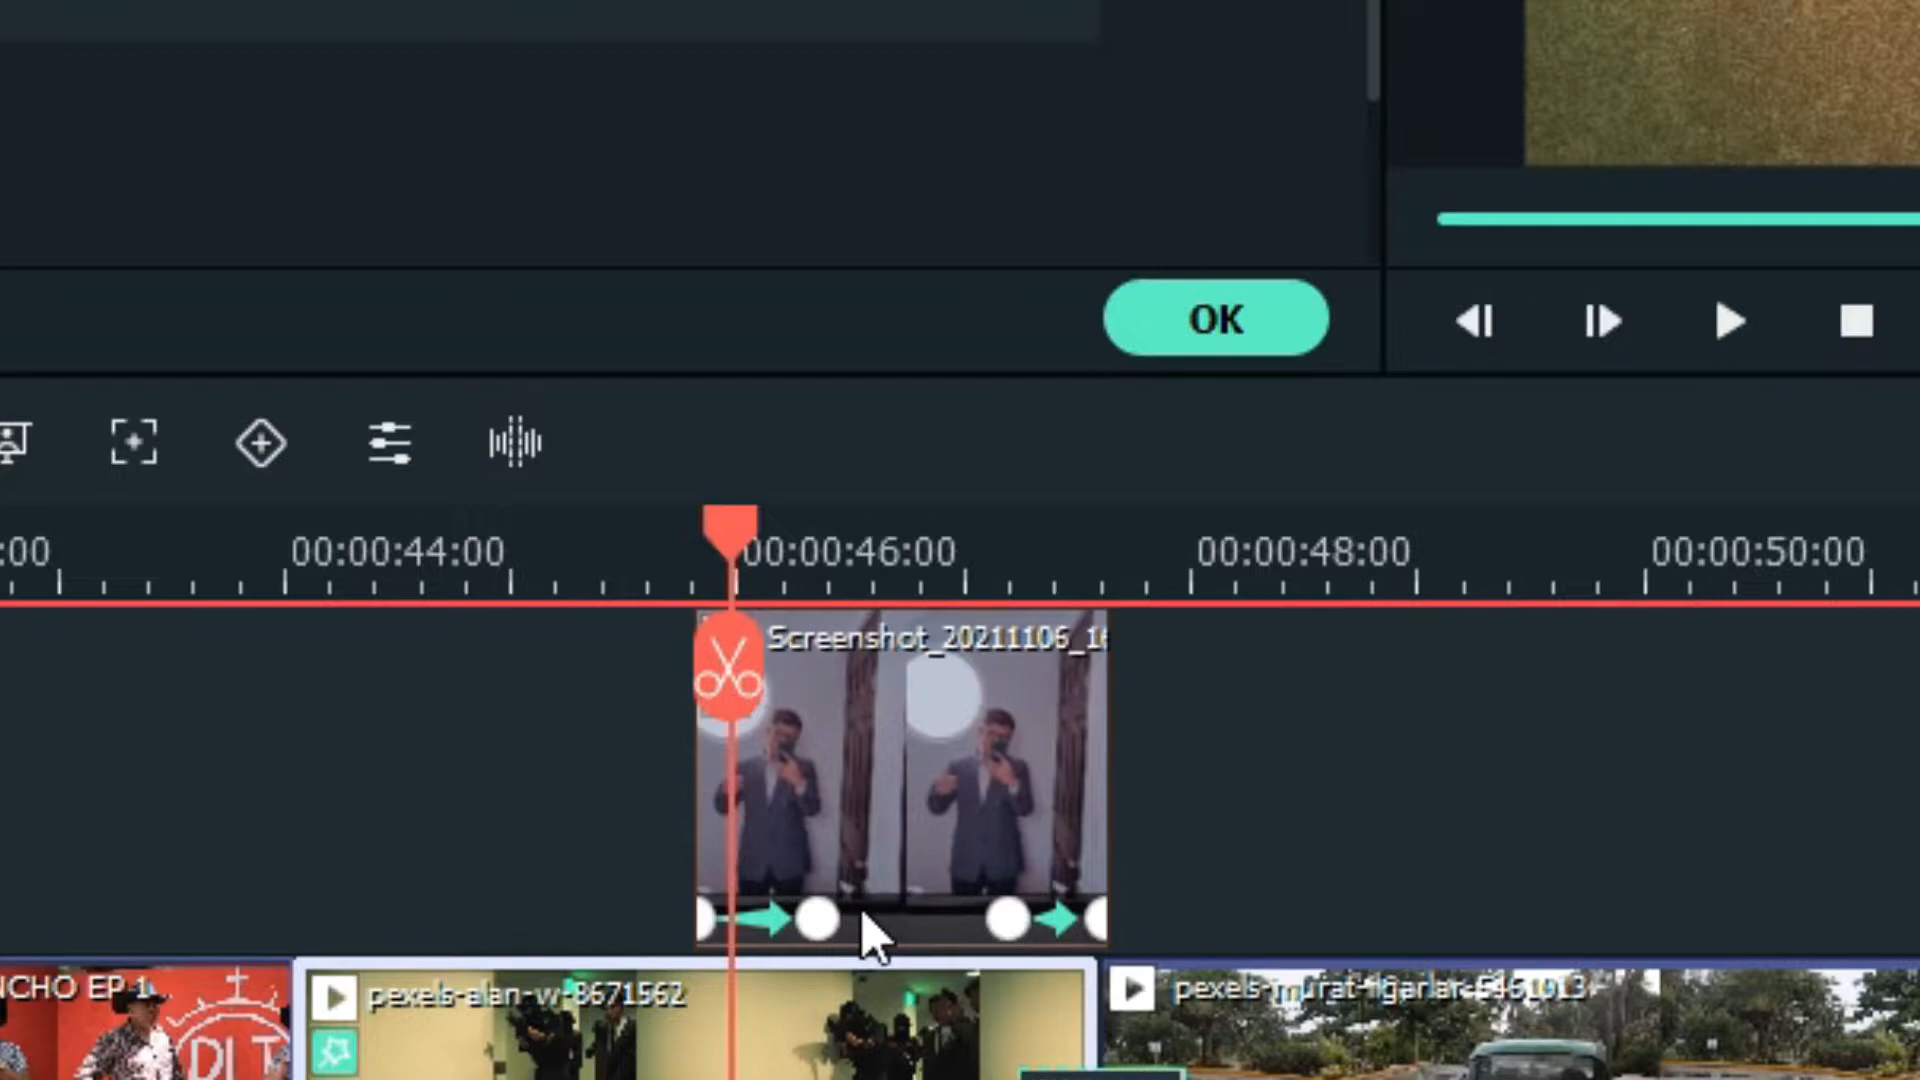 OK
:00
00:00:44:00
00:00:46:00
00:00:48:00
00:00:50:00
Screenshot_20211106_16
NCHO EP 1...
pexels-alan-w-8671562
pexels-murat-ilgarlar-5461913